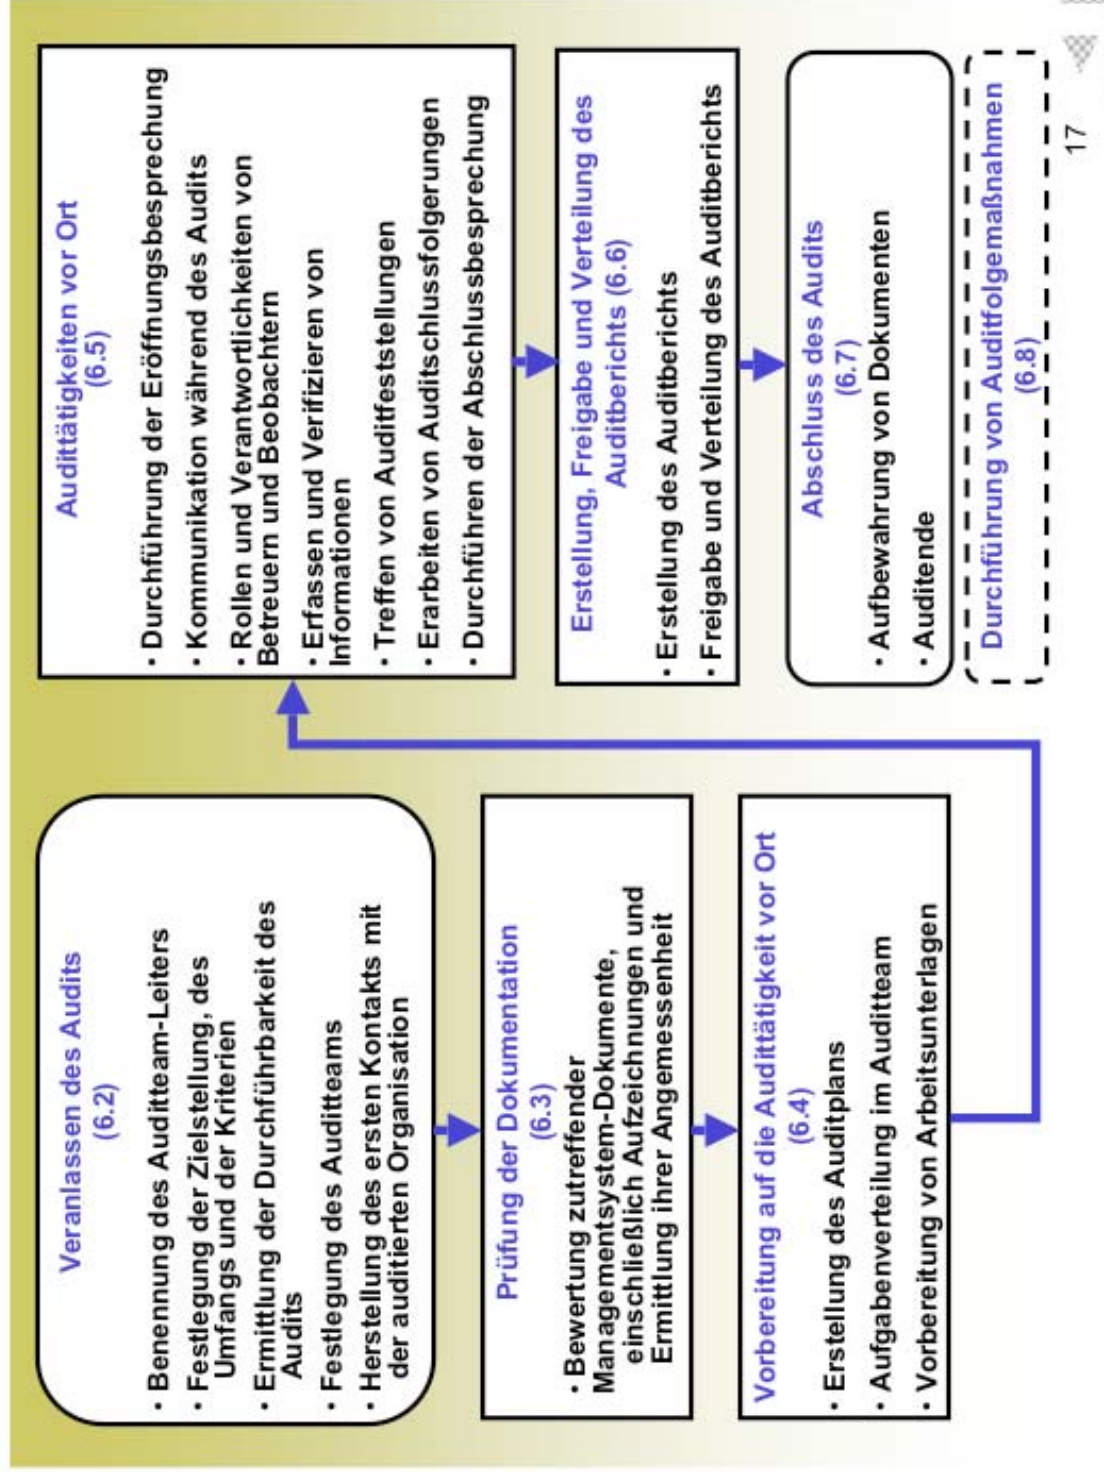 Veranlassen des Audits
(6.2)
• Benennung des Auditteam-Leiters
• Festlegung der Zielstellung, des
Umfangs und der Kriterien
• Ermittlung der Durchführbarkeit des
Audits
• Festlegung des Auditteams
• Herstellung des ersten Kontakts mit
der auditierten Organisation
Prüfung der Dokumentation
(6.3)
• Bewertung zutreffender
Managementsystem-Dokumente,
einschließlich Aufzeichnungen und
Ermittlung ihrer Angemessenheit
Vorbereitung auf die Audittätigkeit vor Ort
(6.4)
• Erstellung des Auditplans
• Aufgabenverteilung im Auditteam
• Vorbereitung von Arbeitsunterlagen
Audittätigkeiten vor Ort
(6.5)
• Durchführung der Eröffnungsbesprechung
• Kommunikation während des Audits
• Rollen und Verantwortlichkeiten von
Betreuern und Beobachtern
• Erfassen und Verifizieren von
Informationen
• Treffen von Auditfeststellungen
• Erarbeiten von Auditschlussfolgerungen
• Durchführen der Abschlussbesprechung
Erstellung, Freigabe und Verteilung des
Auditberichts (6.6)
• Erstellung des Auditberichts
• Freigabe und Verteilung des Auditberichts
Abschluss des Audits
(6.7)
• Aufbewahrung von Dokumenten
• Auditende
Durchführung von Auditfolgemaßnahmen
(6.8)
17